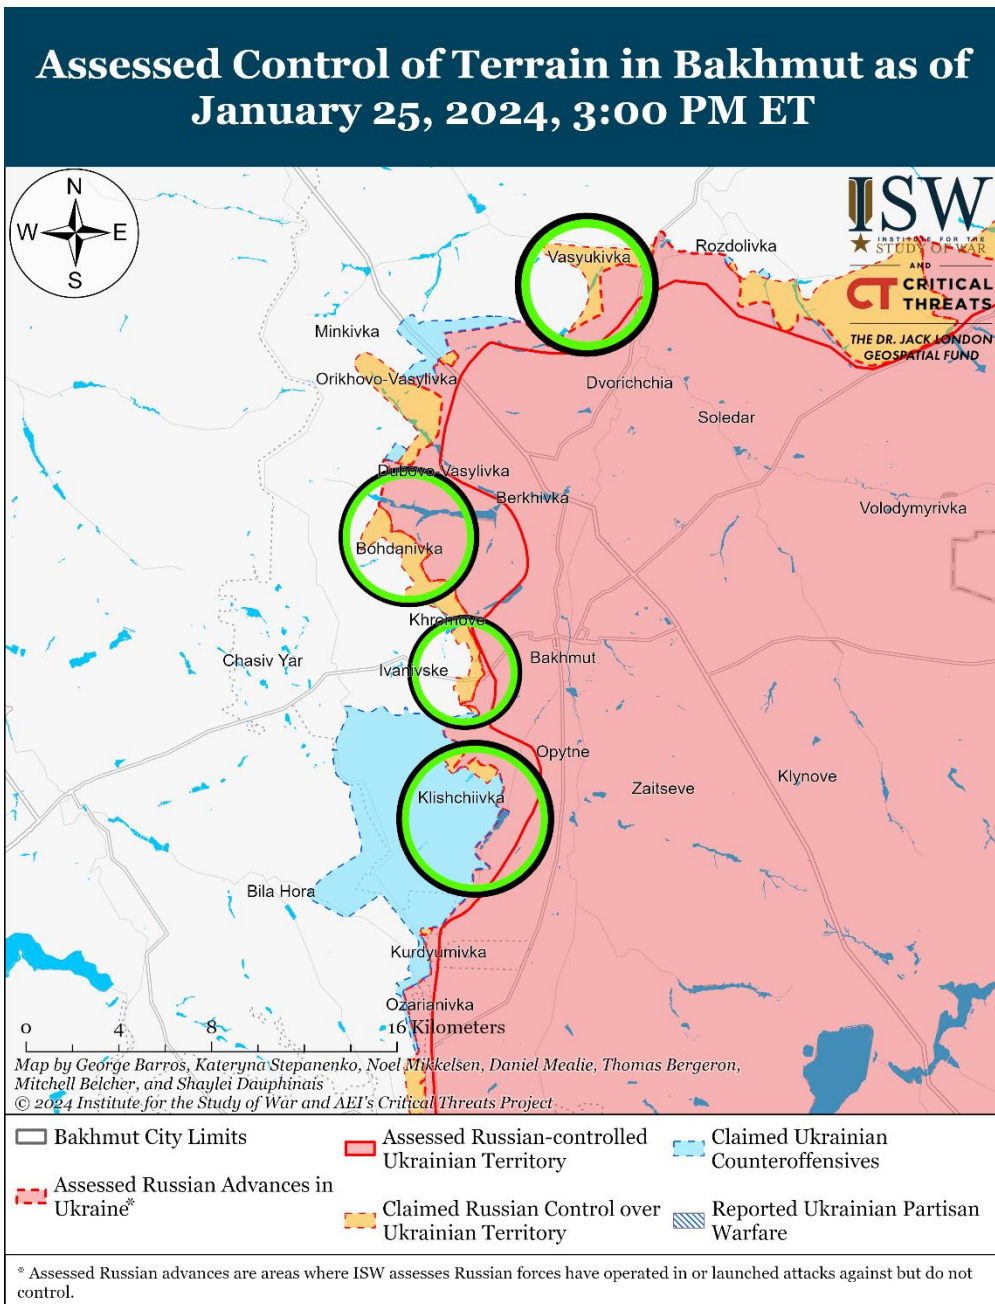 Assessed Control of Terrain in Bakhmut as of
January 25, 2024, 3:00 PM ET
N
W
E
S
ISW
INSTITUTE FOR THE
STUDY OF WAR
AND
CT CRITICAL
THREATS
THE DR. JACK LONDON
GEOSPATIAL FUND
Vasyukivka
Rozdolivka
Minkivka
Orikhovo-Vasylivka
Dvorichchia
Soledar
Dubovo-Vasylivka
Berkhivka
Volodymyrivka
Bohdanivka
Khromove
Chasiv Yar
Ivanivske
Bakhmut
Opytne
Klynove
Zaitseve
Klishchiivka
Bila Hora
Kurdyumivka
Ozarianivka
0 4 8 16 Kilometers
Map by George Barros, Kateryna Stepanenko, Noel Mikkelsen, Daniel Mealie, Thomas Bergeron,
Mitchell Belcher, and Shaylei Dauphinais
© 2024 Institute for the Study of War and AEI's Critical Threats Project
Bakhmut City Limits
Assessed Russian Advances in
Ukraine*
Assessed Russian-controlled
Ukrainian Territory
Claimed Russian Control over
Ukrainian Territory
Claimed Ukrainian
Counteroffensives
Reported Ukrainian Partisan
Warfare
* Assessed Russian advances are areas where ISW assesses Russian forces have operated in or launched attacks against but do not
control.